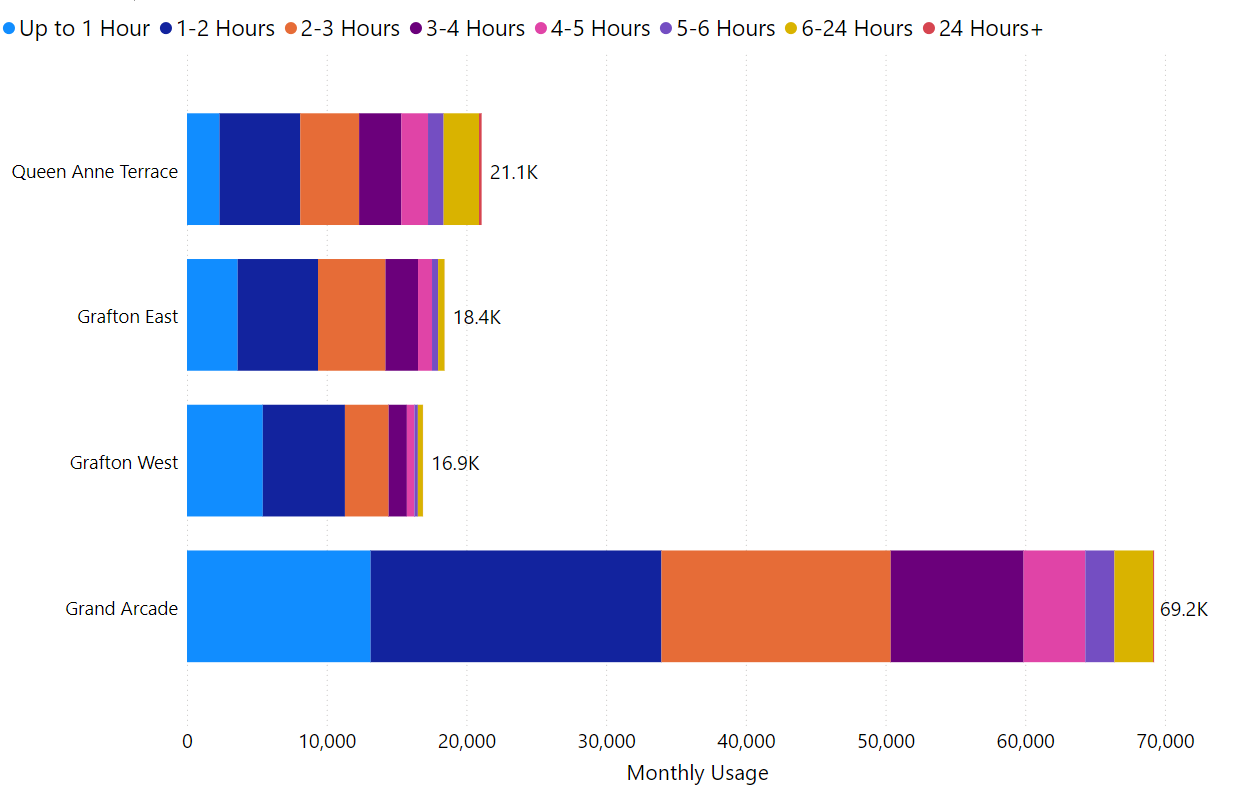 Up to 1 Hour 1-2 Hours 2-3 Hours 3-4 Hours 4-5 Hours 5-6 Hours 6-24 Hours 24 Hours+
Queen Anne Terrace 21.1K
Grafton East 18.4K
Grafton West 16.9K
Grand Arcade 69.2K
0 10,000 20,000 30,000 40,000 50,000 60,000 70,000
Monthly Usage